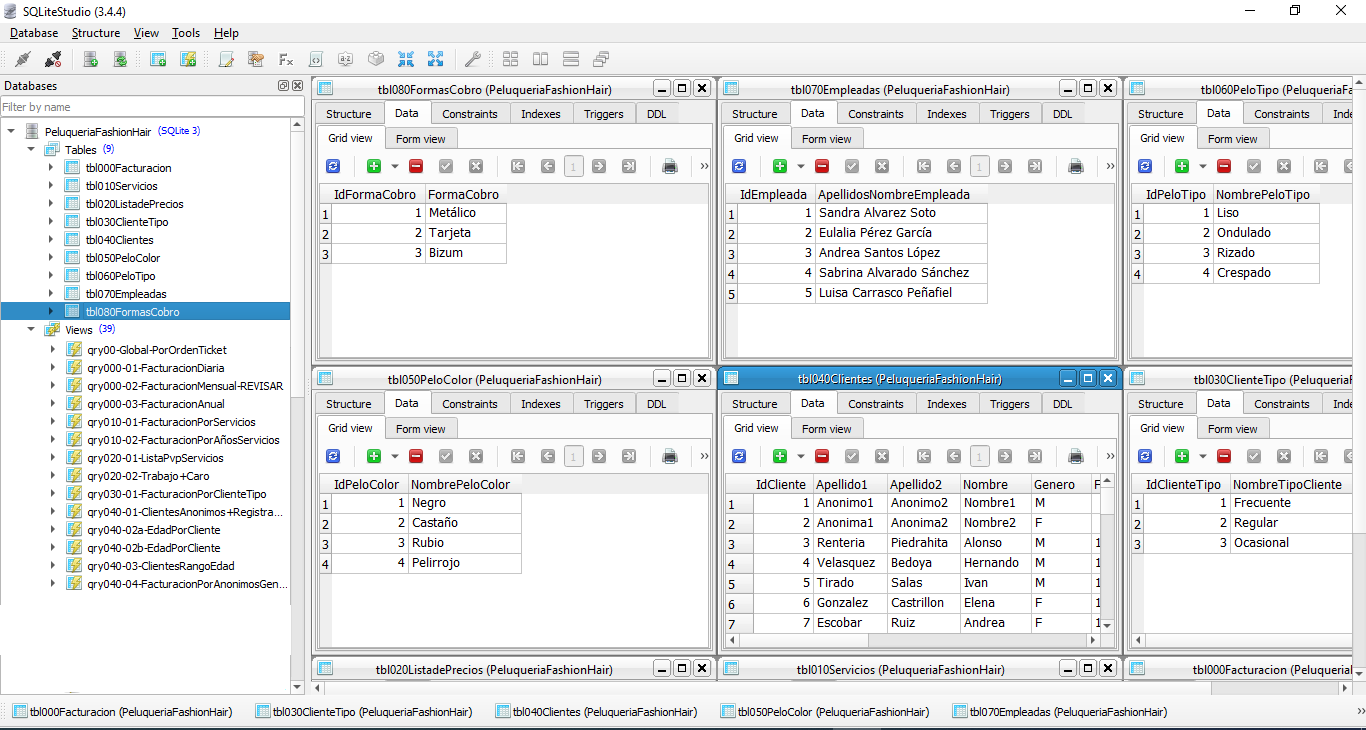 SQLiteStudio (3.4.4)
Database Structure View Tools Help
Databases
Filter by name
PeluqueriaFashionHair (SQLite 3)
Tables (9)
tbl000Facturacion
tbl010Servicios
tbl020ListadePrecios
tbl030ClienteTipo
tbl040Clientes
tbl050PeloColor
tbl060PeloTipo
tbl070Empleadas
tbl080FormasCobro
Views (39)
qry00-Global-PorOrdenTicket
qry000-01-FacturacionDiaria
qry000-02-FacturacionMensual-REVISAR
qry000-03-FacturacionAnual
qry010-01-FacturacionPorServicios
qry010-02-FacturacionPorAñosServicios
qry020-01-ListaPvpServicios
qry020-02-Trabajo+Caro
qry030-01-FacturacionPorClienteTipo
qry040-01-ClientesAnonimos+Registra...
qry040-02a-EdadPorCliente
qry040-02b-EdadPorCliente
qry040-03-ClientesRangoEdad
qry040-04-FacturacionPorAnonimosGen...
tbl080FormasCobro (PeluqueriaFashionHair)
Structure Data Constraints Indexes Triggers DDL
Grid view Form view
1
IdFormaCobro FormaCobro
1 1 Metálico
2 2 Tarjeta
3 3 Bizum
tbl070Empleadas (PeluqueriaFashionHair)
Structure Data Constraints Indexes Triggers DDL
Grid view Form view
1
IdEmpleada ApellidosNombreEmpleada
1 1 Sandra Alvarez Soto
2 2 Eulalia Pérez García
3 3 Andrea Santos López
4 4 Sabrina Alvarado Sánchez
5 5 Luisa Carrasco Peñafiel
tbl060PeloTipo (PeluqueriaFa
Structure Data Constraints Inde
Grid view Form view
IdPeloTipo NombrePeloTipo
1 1 Liso
2 2 Ondulado
3 3 Rizado
4 4 Crespado
tbl050PeloColor (PeluqueriaFashionHair)
Structure Data Constraints Indexes Triggers DDL
Grid view Form view
1
IdPeloColor NombrePeloColor
1 1 Negro
2 2 Castaño
3 3 Rubio
4 4 Pelirrojo
tbl040Clientes (PeluqueriaFashionHair)
Structure Data Constraints Indexes Triggers DDL
Grid view Form view
1
IdCliente Apellido1 Apellido2 Nombre Genero F
1 1 Anonimo1 Anonimo2 Nombre1 M
2 2 Anonima1 Anonima2 Nombre2 F
3 3 Renteria Piedrahita Alonso M 1
4 4 Velasquez Bedoya Hernando M 1
5 5 Tirado Salas Ivan M 1
6 6 Gonzalez Castrillon Elena F 1
7 7 Escobar Ruiz Andrea F 1
tbl030ClienteTipo (PeluqueriaF
Structure Data Constraints Inde
Grid view Form view
IdClienteTipo NombreTipoCliente
1 1 Frecuente
2 2 Regular
3 3 Ocasional
tbl020ListadePrecios (PeluqueriaFashionHair)
tbl010Servicios (PeluqueriaFashionHair)
tbl000Facturacion (Peluqueria
tbl000Facturacion (PeluqueriaFashionHair) tbl030ClienteTipo (PeluqueriaFashionHair) tbl040Clientes (PeluqueriaFashionHair) tbl050PeloColor (PeluqueriaFashionHair) tbl070Empleadas (PeluqueriaFashionHair)